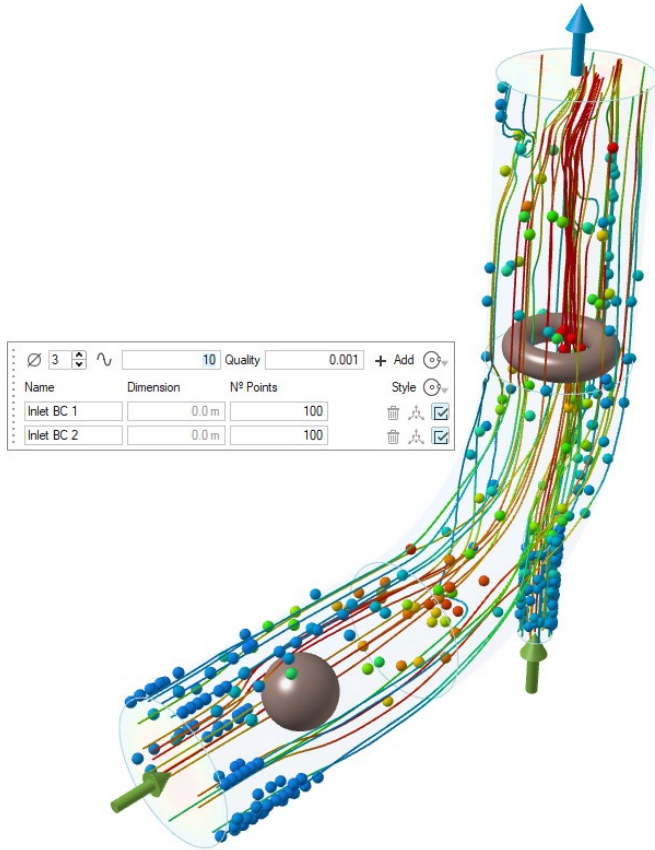 3 10 Quality 0.001 + Add
Name Dimension Nº Points Style
Inlet BC 1 0.0 m 100
Inlet BC 2 0.0 m 100